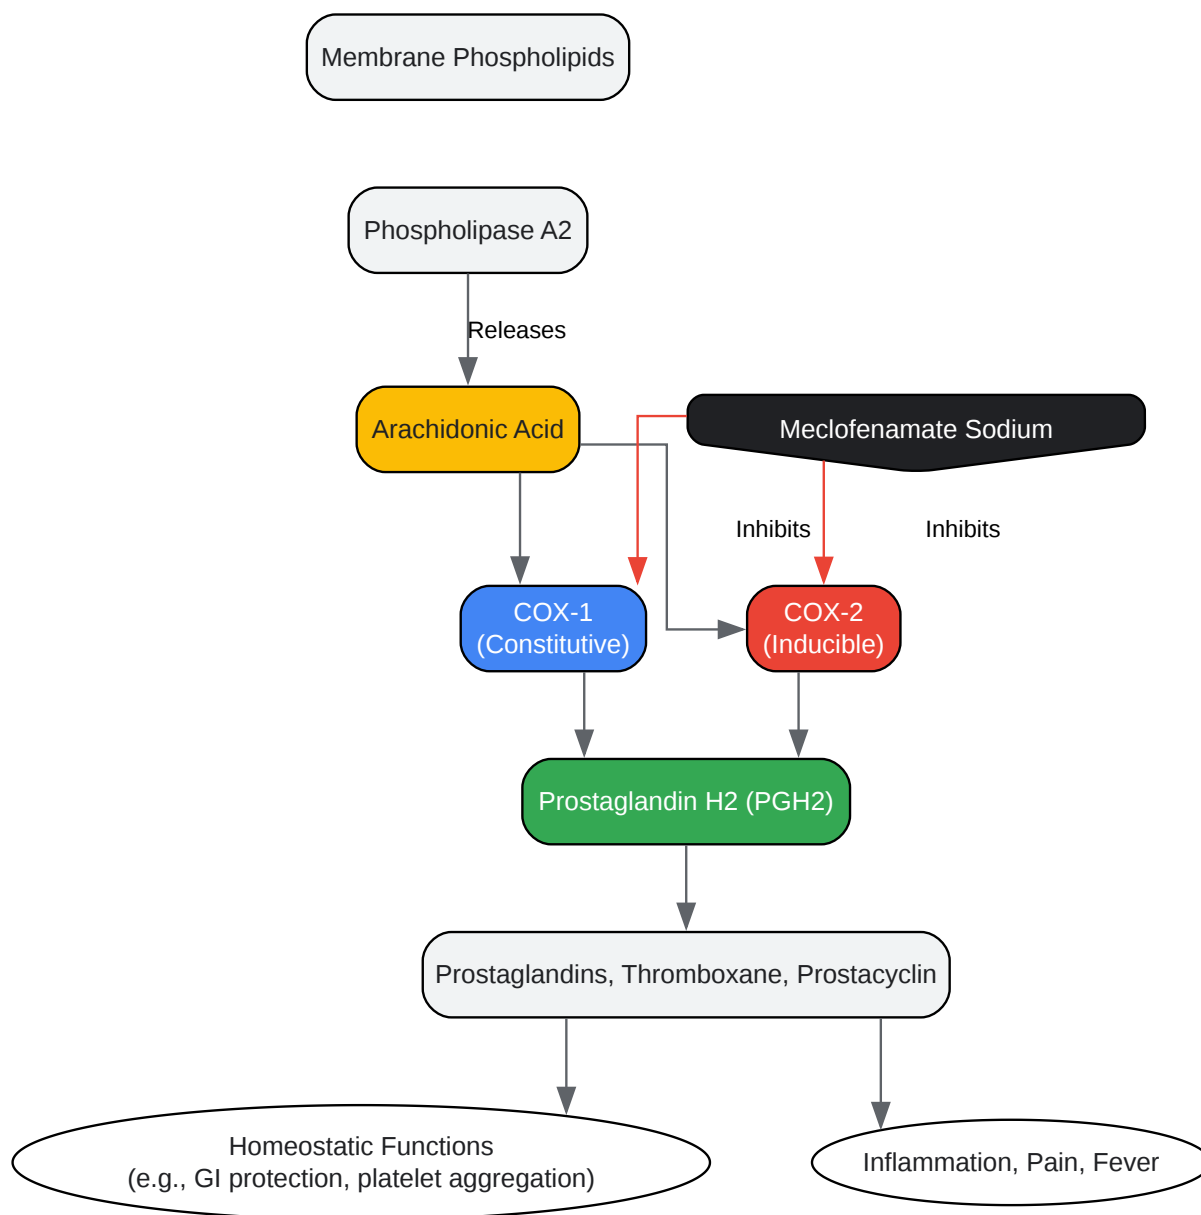 Membrane Phospholipids
Phospholipase A2
Releases
Arachidonic Acid
Meclofenamate Sodium
Inhibits
Inhibits
COX-1
(Constitutive)
COX-2
(Inducible)
Prostaglandin H2 (PGH2)
Prostaglandins, Thromboxane, Prostacyclin
Homeostatic Functions
(e.g., GI protection, platelet aggregation)
Inflammation, Pain, Fever